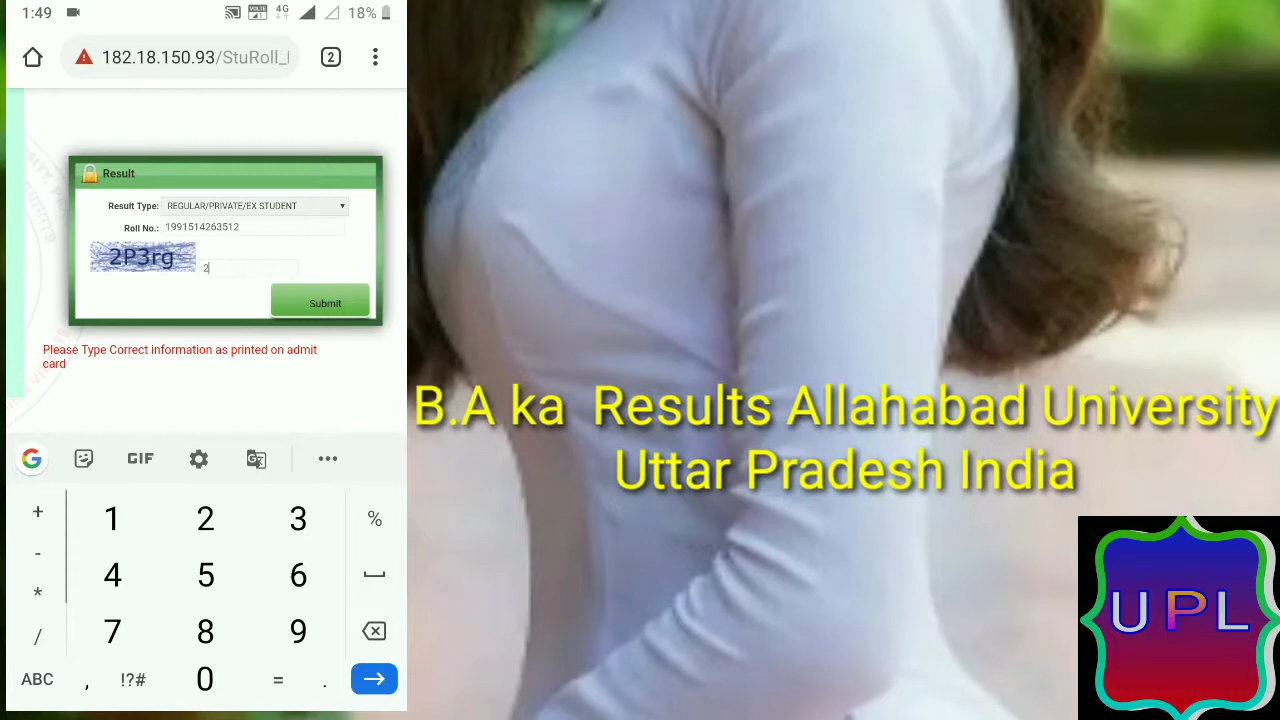 1:49 VOLTE 4G 18%
182.18.150.93/StuRoll_ 2
Result
Result Type: REGULAR/PRIVATE/EX STUDENT
Roll No.: 1991514263512
2P3rg 2
Submit
Please Type Correct information as printed on admit
card
G GIF
+ 1 2 3 %
- 4 5 6
* 7 8 9
/
ABC , !?# 0 = .
B.A ka Results Allahabad University
Uttar Pradesh India
UPL